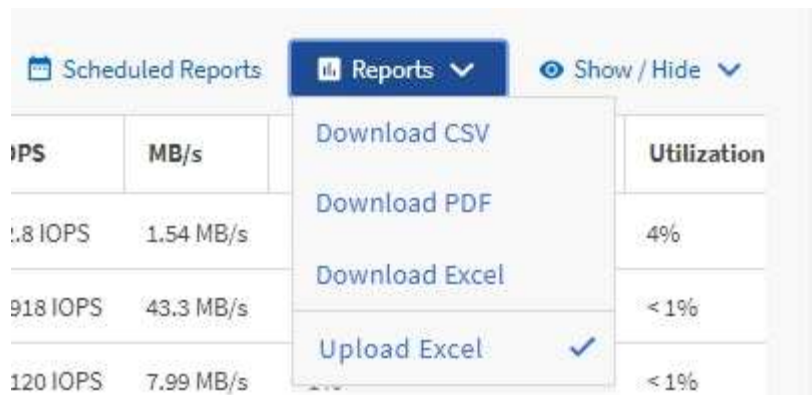 Scheduled Reports Reports Show / Hide
OPS MB/s Utilization
Download CSV
Download PDF
.8 IOPS 1.54 MB/s 4%
Download Excel
918 IOPS 43.3 MB/s < 1%
Upload Excel
120 IOPS 7.99 MB/s < 1%